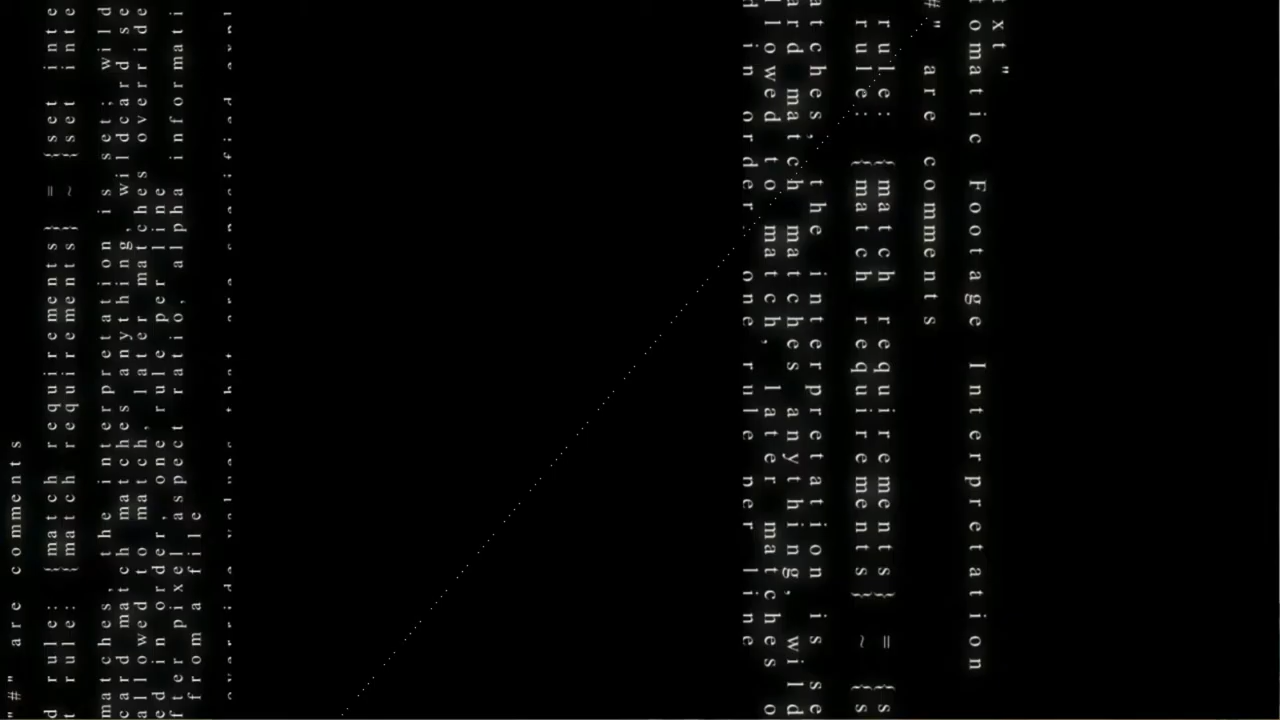 "#" are comments
d rule: {match requirements} = {set inte
t rule: {match requirements} ~ {set inte
matches, the interpretation is set; wild
card match matches anything, wildcard se
allowed to match, later matches override
ed in order, one rule per line
fter pixel aspect ratio, alpha informati
from a file
xt"
tomatic Footage Interpretation
#" are comments
rule: {match requirements} = {s
rule: {match requirements} ~ {s
atches, the interpretation is se
ard match matches anything, wild
llowed to match, later matches o
d in order, one rule per line